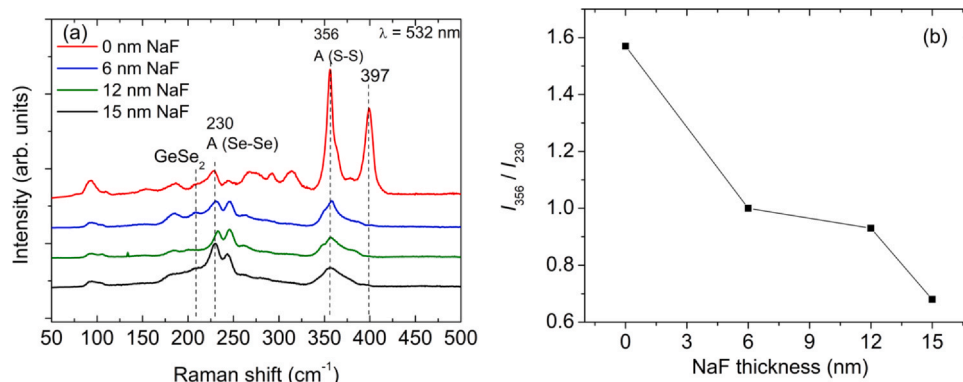 (a)
λ = 532 nm
0 nm NaF
6 nm NaF
12 nm NaF
15 nm NaF
356
A (S-S)
397
230
A (Se-Se)
GeSe2
Intensity (arb. units)
50 100 150 200 250 300 350 400 450 500
Raman shift (cm-1)
(b)
1.6
1.4
1.2
1.0
0.8
0.6
I356 / I230
0 3 6 9 12 15
NaF thickness (nm)